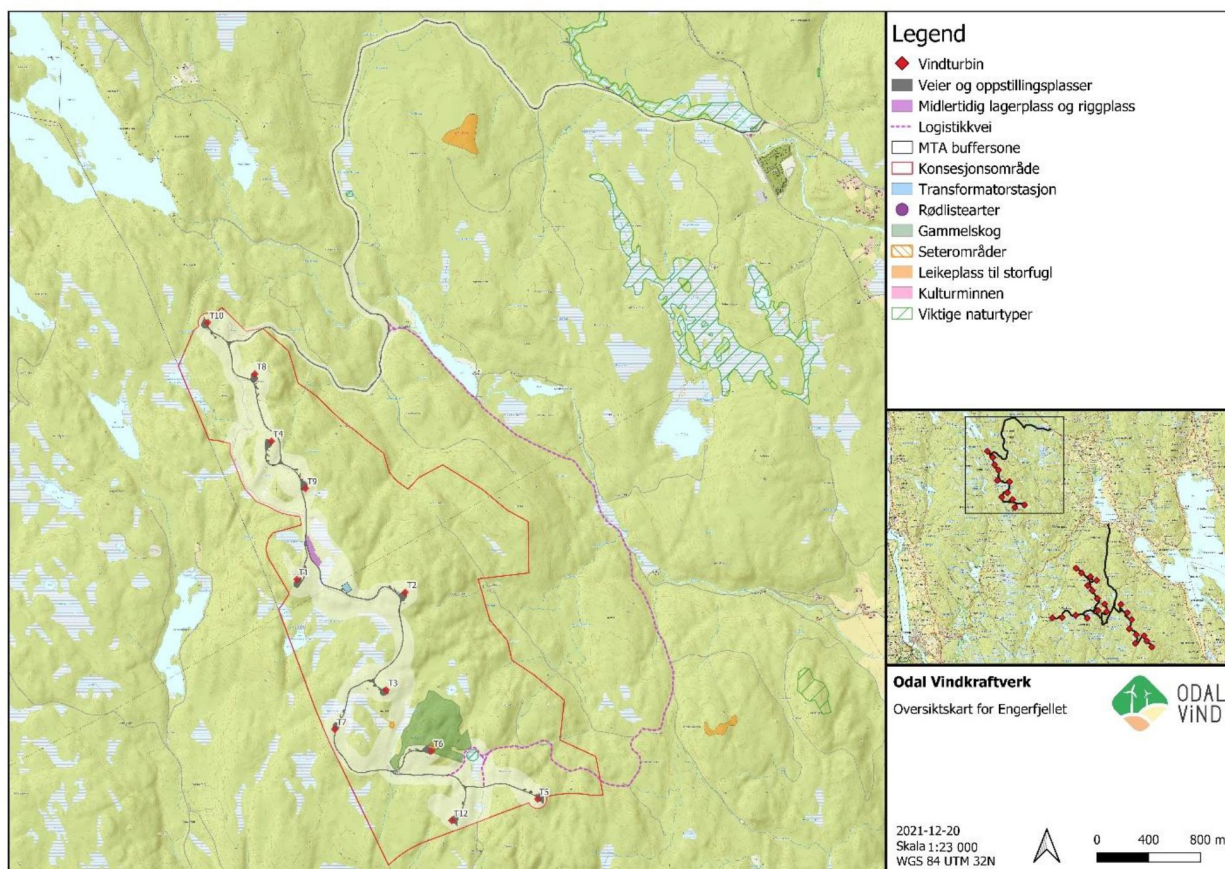 T10
T8
T4
T9
T1
T2
T3
T7
T6
T5
T12
Legend
Vindturbin
Veier og oppstillingsplasser
Midlertidig lagerplass og riggplass
Logistikkvei
MTA buffersone
Konsesjonsområde
Transformatorstasjon
Rødlistearter
Gammelskog
Seterområder
Leikeplass til storfugl
Kulturminnen
Viktige naturtyper
Odal Vindkraftverk
Oversiktskart for Engerfjellet
ODAL
ViND
2021-12-20
Skala 1:23 000
WGS 84 UTM 32N
0 400 800 m